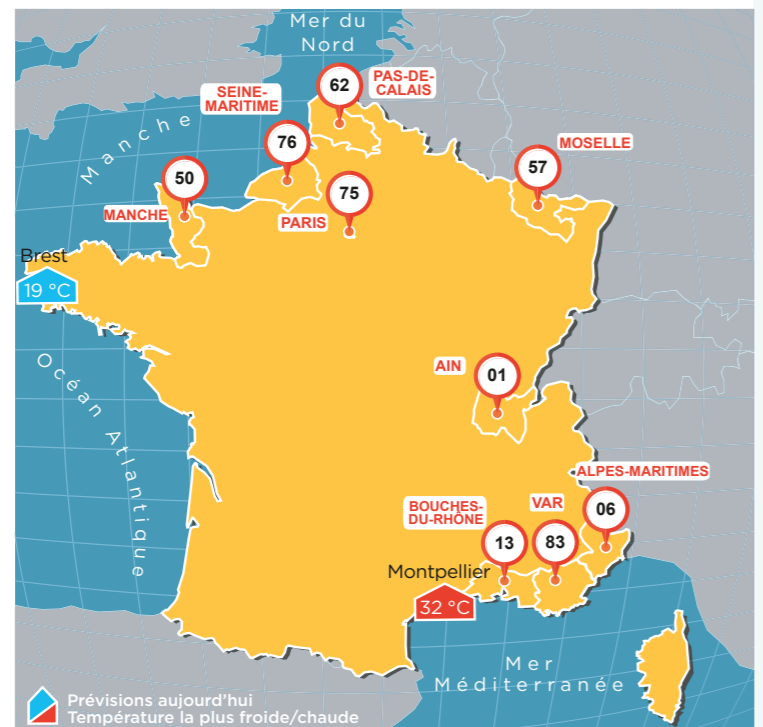 Mer du
Nord
62
PAS-DE-
CALAIS
SEINE-
MARITIME
76
Manche
MOSELLE
57
50
75
MANCHE
PARIS
Brest
19 °C
Océan Atlantique
AIN
01
ALPES-MARITIMES
BOUCHES-
DU-RHÔNE
VAR
06
13
83
Montpellier
32 °C
Mer
Méditerranée
Prévisions aujourd'hui
Température la plus froide/chaude